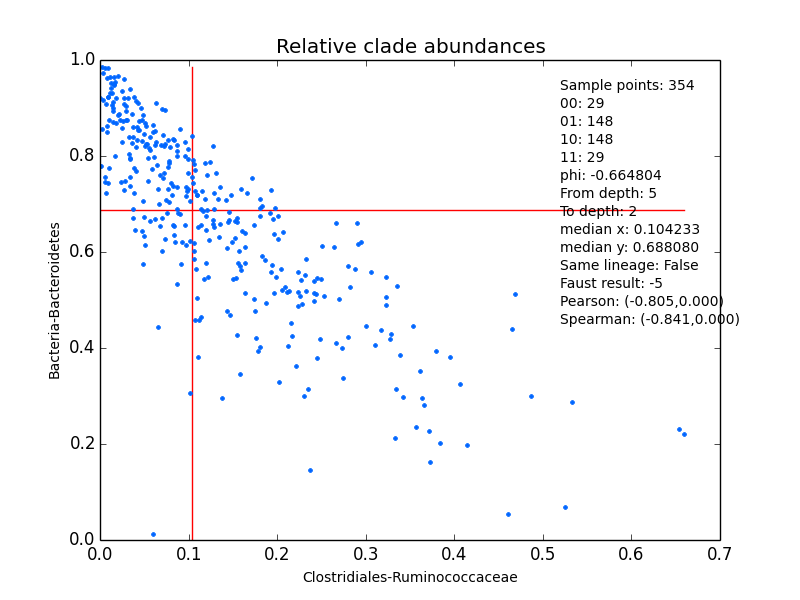 Relative clade abundances
1.0
0.8
0.6
0.4
0.2
0.0
Bacteria-Bacteroidetes
Sample points: 354
00: 29
01: 148
10: 148
11: 29
phi: -0.664804
From depth: 5
To depth: 2
median x: 0.104233
median y: 0.688080
Same lineage: False
Faust result: -5
Pearson: (-0.805,0.000)
Spearman: (-0.841,0.000)
0.0 0.1 0.2 0.3 0.4 0.5 0.6 0.7
Clostridiales-Ruminococcaceae